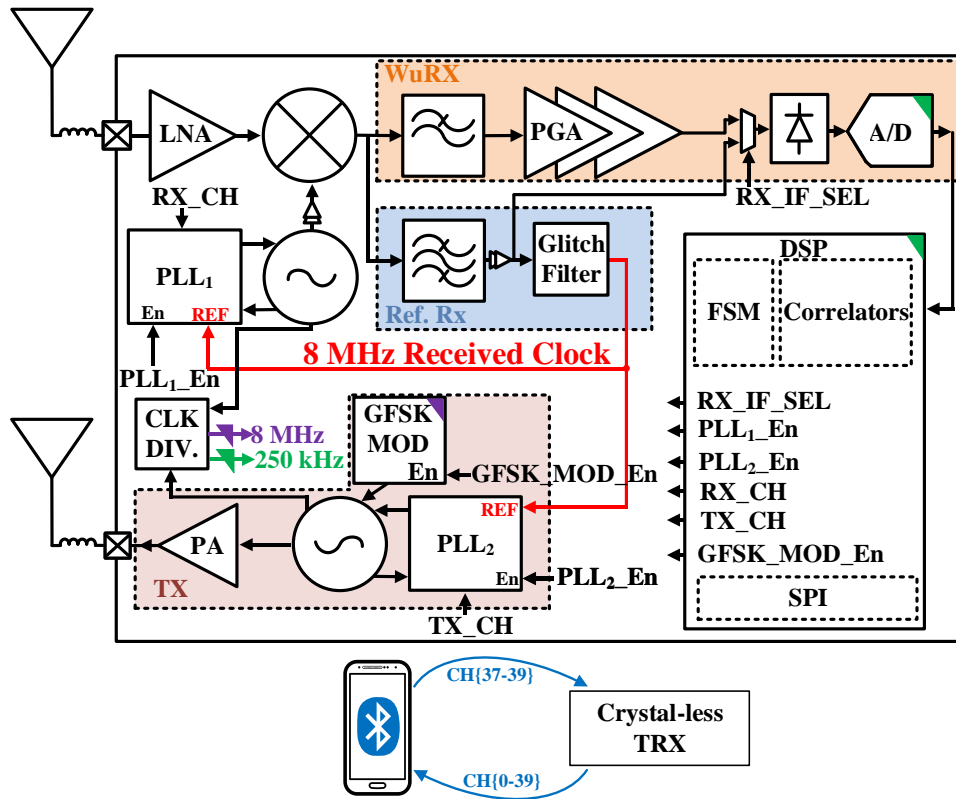 WuRX
LNA
PGA
A/D
RX_CH
RX_IF_SEL
PLL₁
En
REF
Glitch
Filter
Ref. Rx
DSP
FSM
Correlators
8 MHz Received Clock
PLL₁_En
CLK
DIV.
8 MHz
250 kHz
GFSK
MOD
En
GFSK_MOD_En
RX_IF_SEL
PLL₁_En
PLL₂_En
RX_CH
TX_CH
GFSK_MOD_En
SPI
REF
PLL₂
En
PA
TX
PLL₂_En
TX_CH
CH{37-39}
Crystal-less
TRX
CH{0-39}